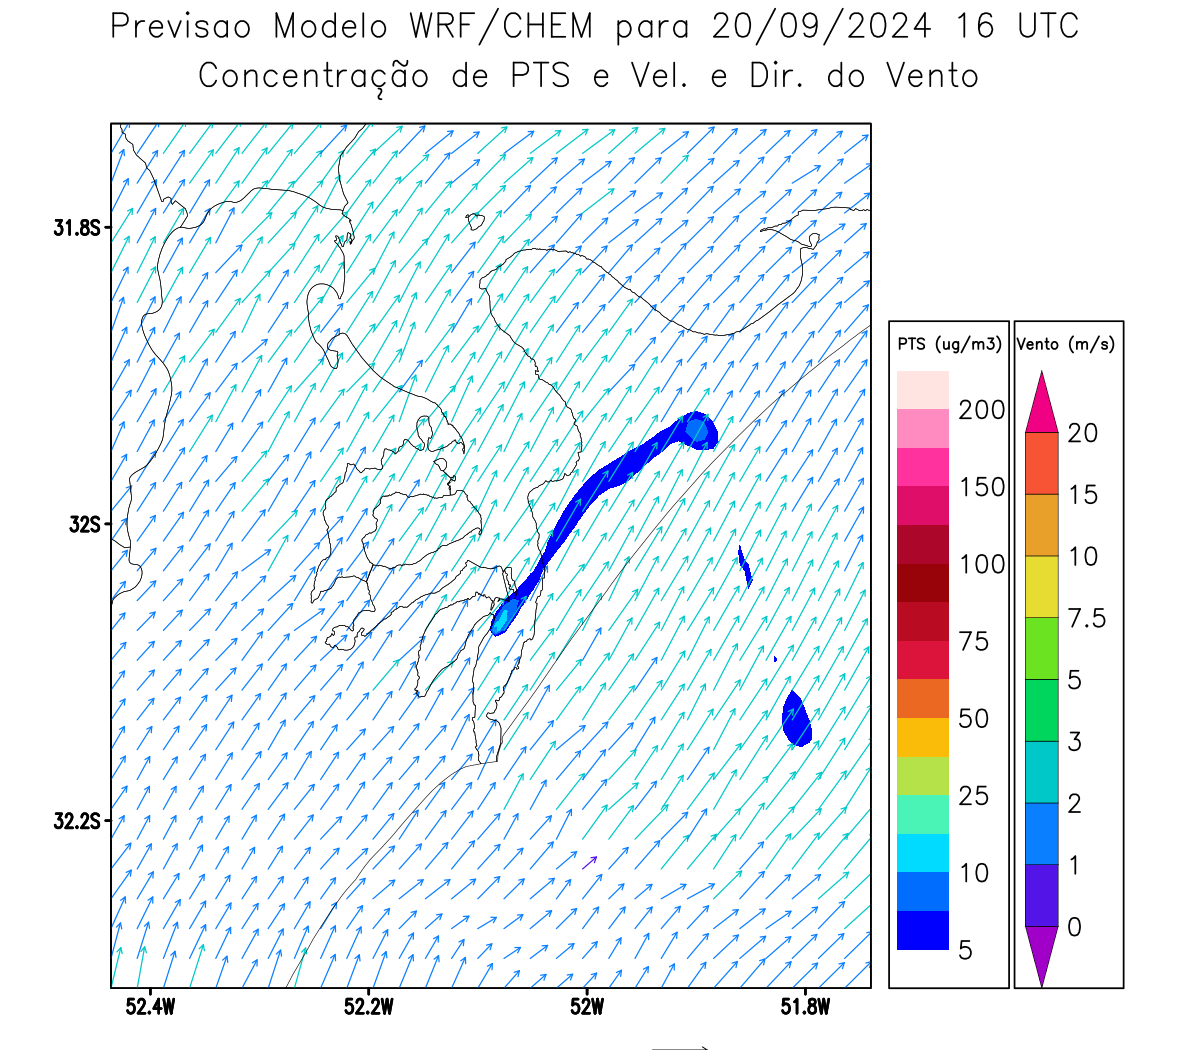 Previsao Modelo WRF/CHEM para 20/09/2024 16 UTC
Concentração de PTS e Vel. e Dir. do Vento
31.8S
32S
32.2S
52.4W 52.2W 52W 51.8W
PTS (ug/m3)
200
150
100
75
50
25
10
5
Vento (m/s)
20
15
10
7.5
5
3
2
1
0